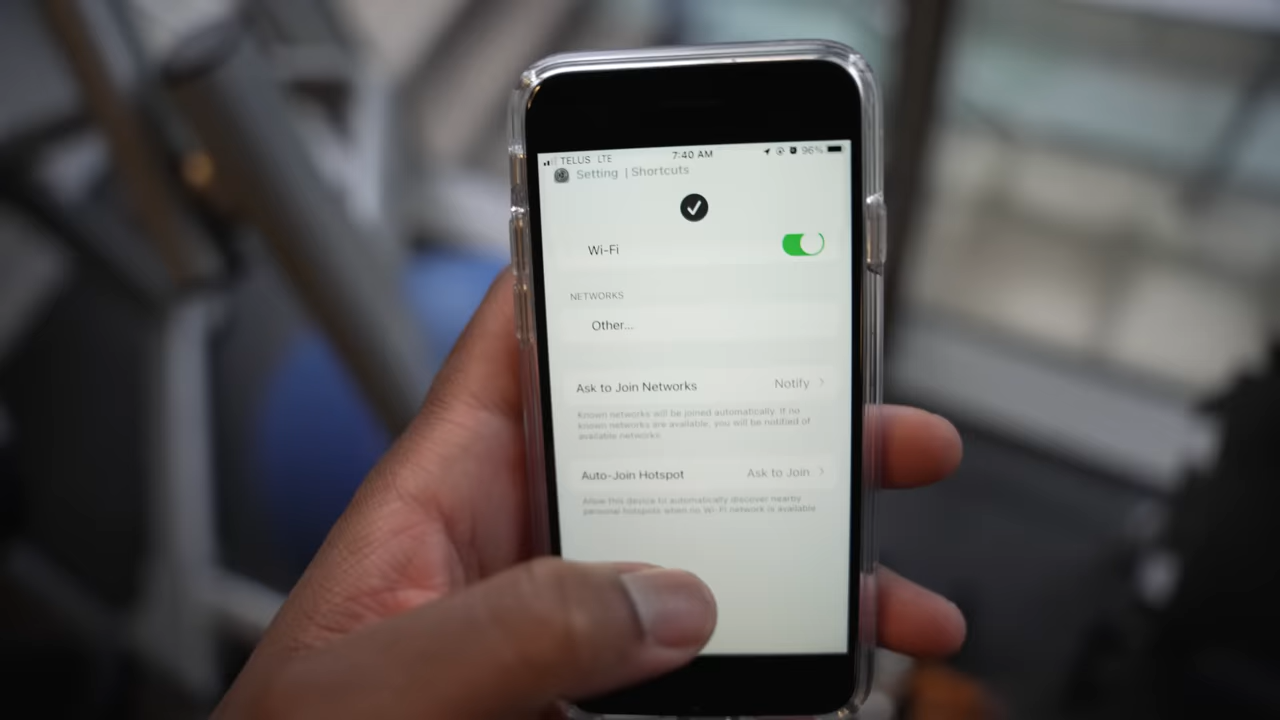 TELUS LTE 7:40 AM 96%
Setting | Shortcuts
Wi-Fi
NETWORKS
Other...
Ask to Join Networks Notify
Known networks will be joined automatically. If no
known networks are available, you will be notified of
available networks.
Auto-Join Hotspot Ask to Join
Allow this device to automatically discover nearby
personal hotspots when no Wi-Fi network is available